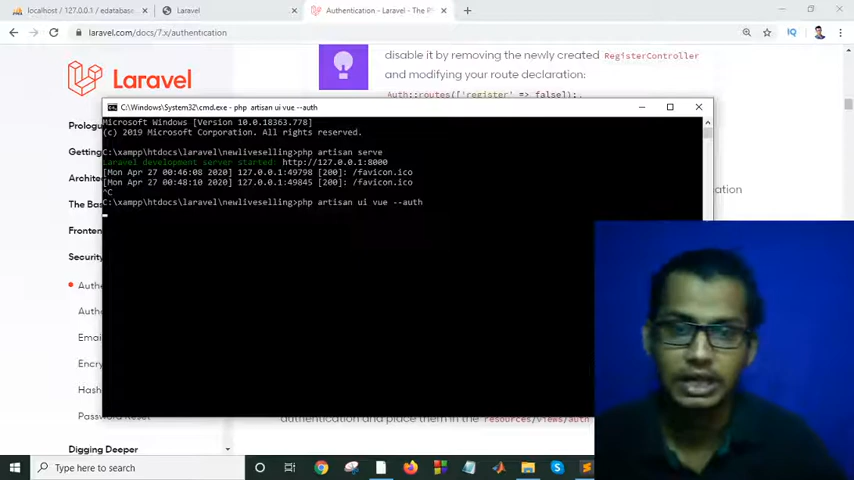 localhost / 127.0.0.1 / edatabase
Laravel
Authentication - Laravel - The P
laravel.com/docs/7.x/authentication
disable it by removing the newly created RegisterController
and modifying your route declaration:
Auth::routes(['register' => false]);
Laravel
C:\Windows\System32\cmd.exe - php  artisan ui vue --auth
Microsoft Windows [Version 10.0.18363.778]
(c) 2019 Microsoft Corporation. All rights reserved.
C:\xampp\htdocs\laravel\newliveselling>php artisan serve
Laravel development server started: http://127.0.0.1:8000
[Mon Apr 27 00:46:08 2020] 127.0.0.1:49798 [200]: /favicon.ico
[Mon Apr 27 00:48:10 2020] 127.0.0.1:49845 [200]: /favicon.ico
^C
C:\xampp\htdocs\laravel\newliveselling>php artisan ui vue --auth
Prolog
Getting
Archite
The Ba
Fronten
Security
Authe
Autho
Email
Encry
Hash
Password Reset
Digging Deeper
ation
authentication and place them in the resources/views/auth
Type here to search